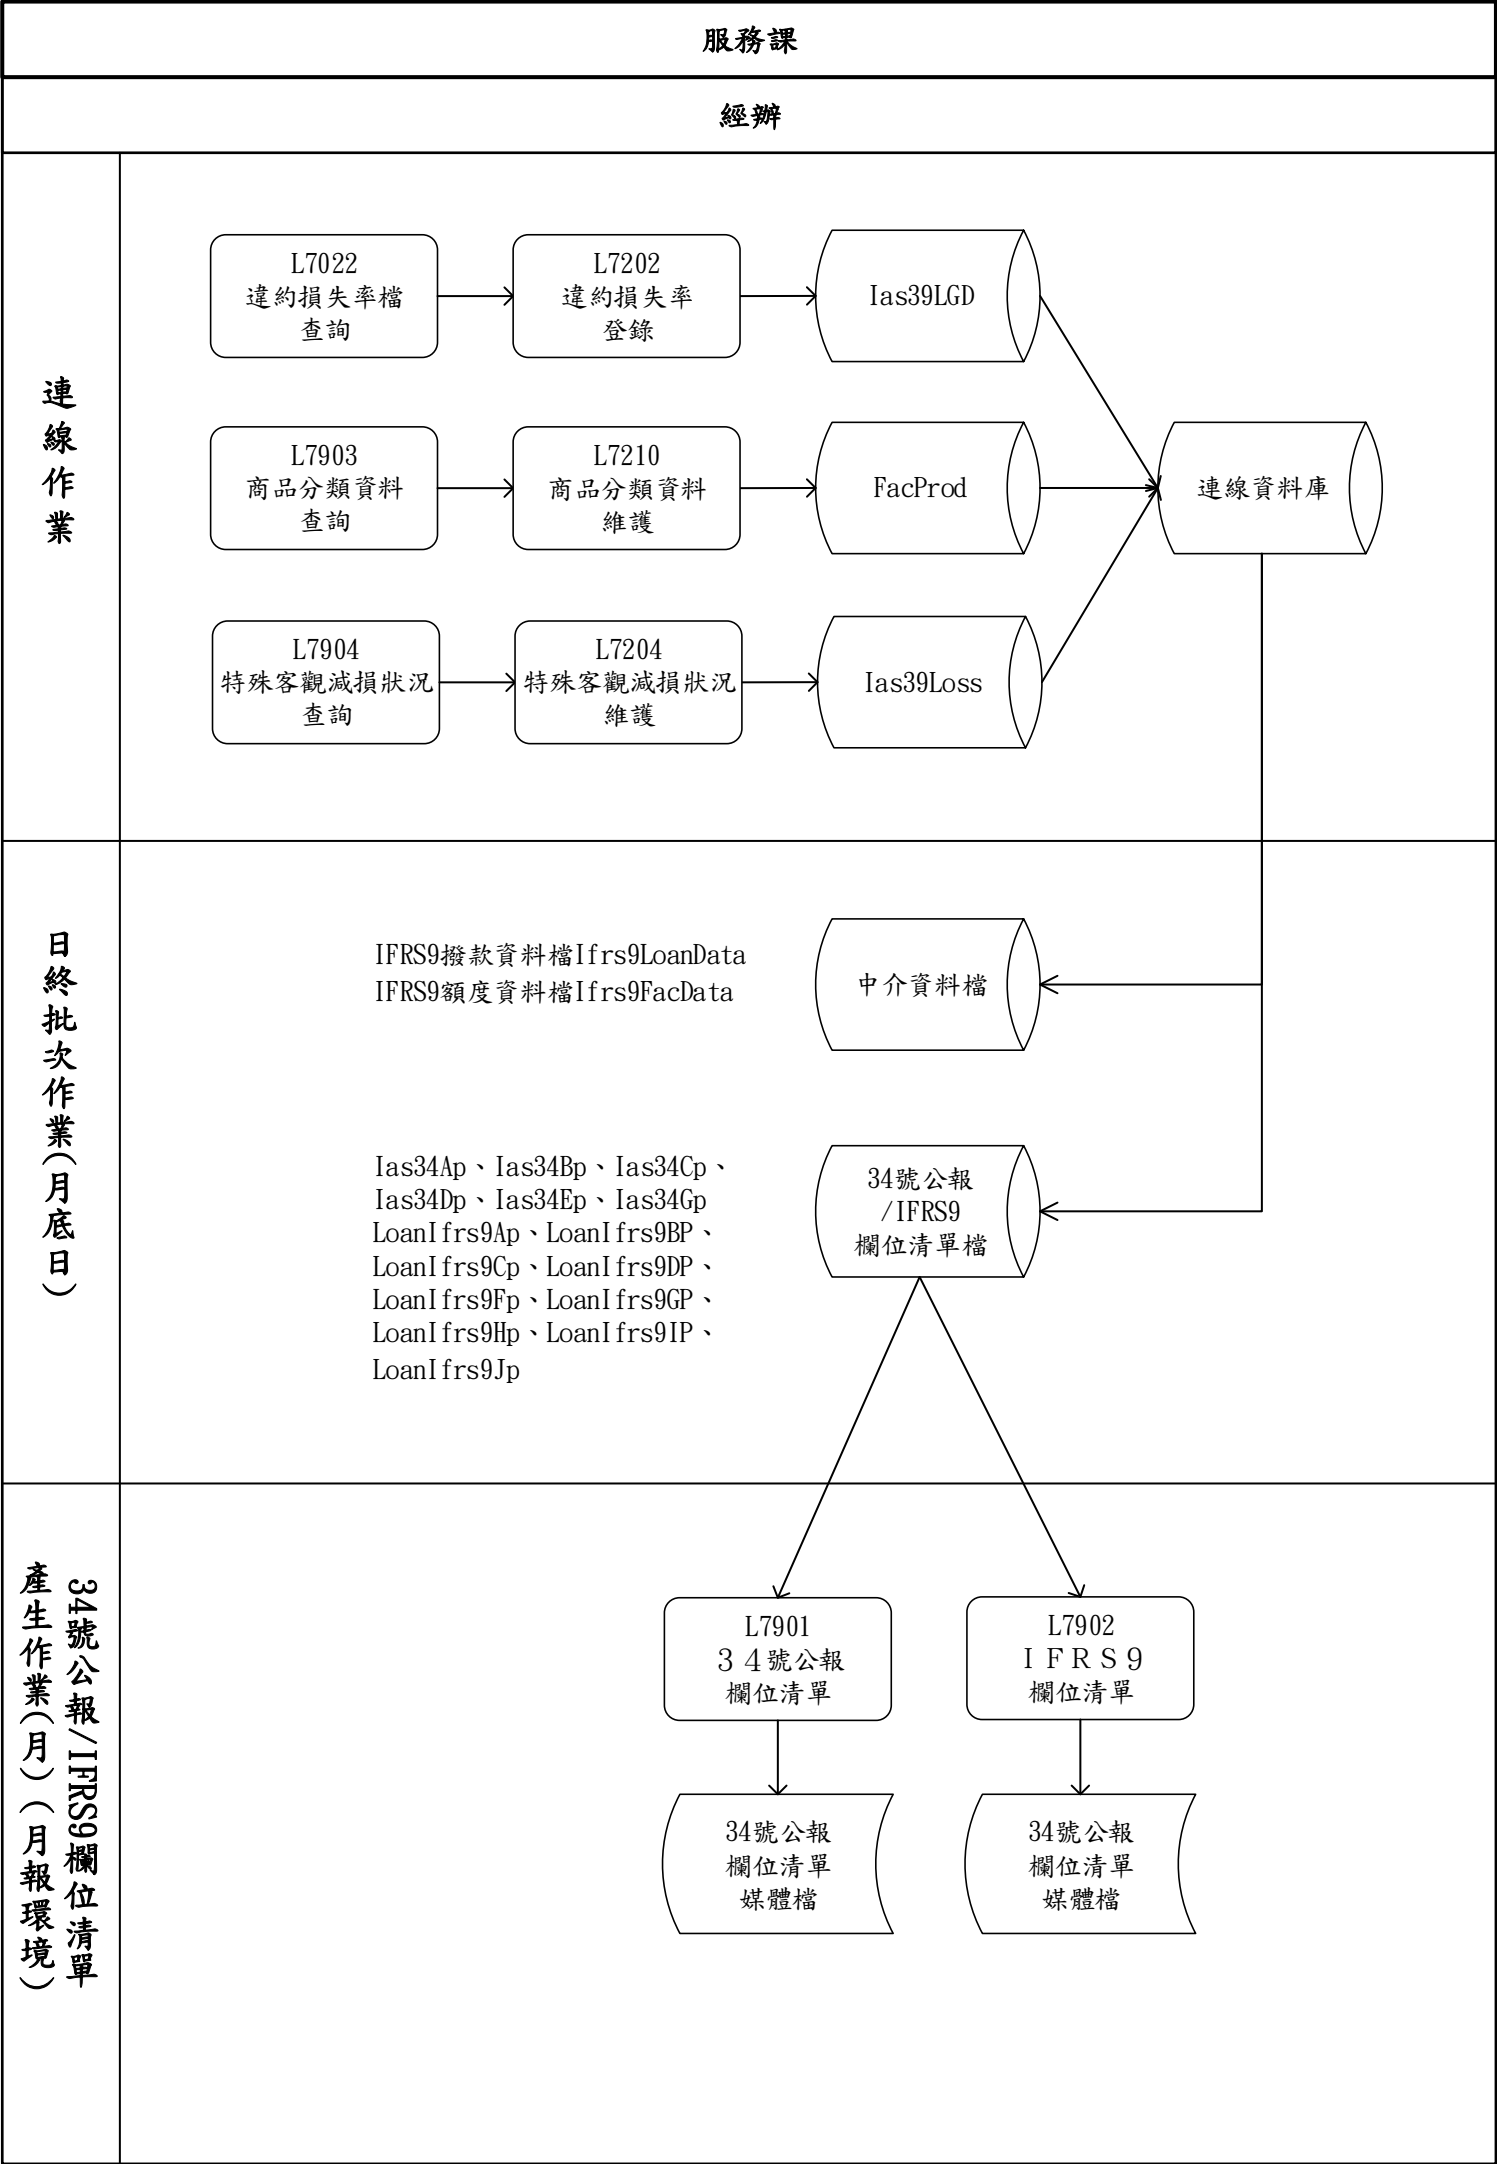 服務課
經辦
連線作業
L7022
違約損失率檔
查詢
L7202
違約損失率
登錄
Ias39LGD
L7903
商品分類資料
查詢
L7210
商品分類資料
維護
FacProd
連線資料庫
L7904
特殊客觀減損狀況
查詢
L7204
特殊客觀減損狀況
維護
Ias39Loss
日終批次作業(月底日)
IFRS9撥款資料檔Ifrs9LoanData
IFRS9額度資料檔Ifrs9FacData
中介資料檔
Ias34Ap、Ias34Bp、Ias34Cp、
Ias34Dp、Ias34Ep、Ias34Gp
LoanIfrs9Ap、LoanIfrs9BP、
LoanIfrs9Cp、LoanIfrs9DP、
LoanIfrs9Fp、LoanIfrs9GP、
LoanIfrs9Hp、LoanIfrs9IP、
LoanIfrs9Jp
34號公報
/IFRS9
欄位清單檔
34號公報/IFRS9欄位清單
產生作業(月)(月報環境)
L7901
３４號公報
欄位清單
L7902
ＩＦＲＳ９
欄位清單
34號公報
欄位清單
媒體檔
34號公報
欄位清單
媒體檔